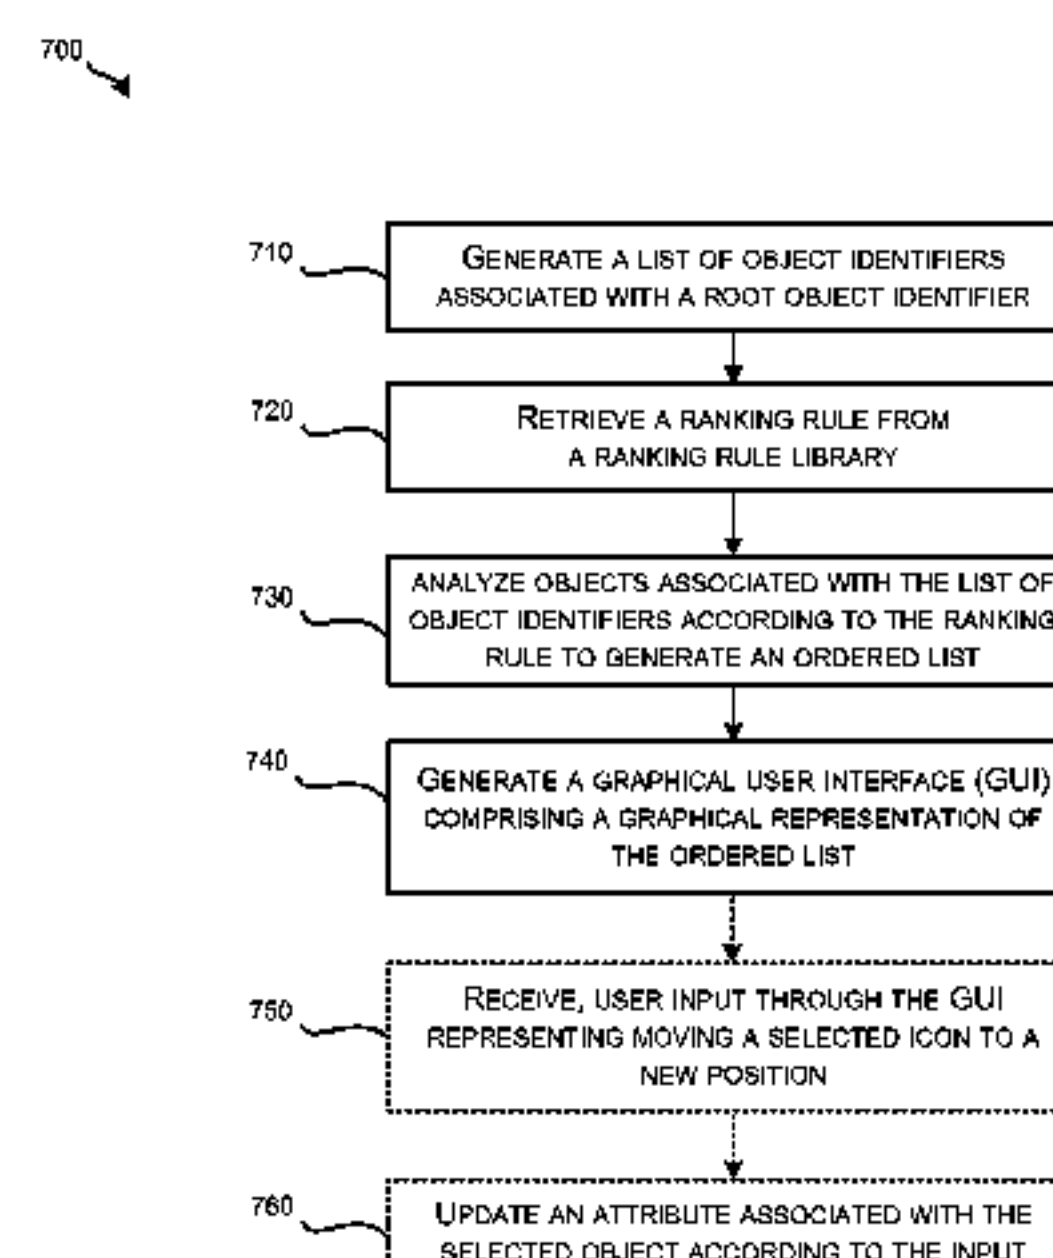 700
710
GENERATE A LIST OF OBJECT IDENTIFIERS
ASSOCIATED WITH A ROOT OBJECT IDENTIFIER
720
RETRIEVE A RANKING RULE FROM
A RANKING RULE LIBRARY
730
ANALYZE OBJECTS ASSOCIATED WITH THE LIST OF
OBJECT IDENTIFIERS ACCORDING TO THE RANKING
RULE TO GENERATE AN ORDERED LIST
740
GENERATE A GRAPHICAL USER INTERFACE (GUI)
COMPRISING A GRAPHICAL REPRESENTATION OF
THE ORDERED LIST
750
RECEIVE, USER INPUT THROUGH THE GUI
REPRESENTING MOVING A SELECTED ICON TO A
NEW POSITION
760
UPDATE AN ATTRIBUTE ASSOCIATED WITH THE
SELECTED OBJECT ACCORDING TO THE INPUT